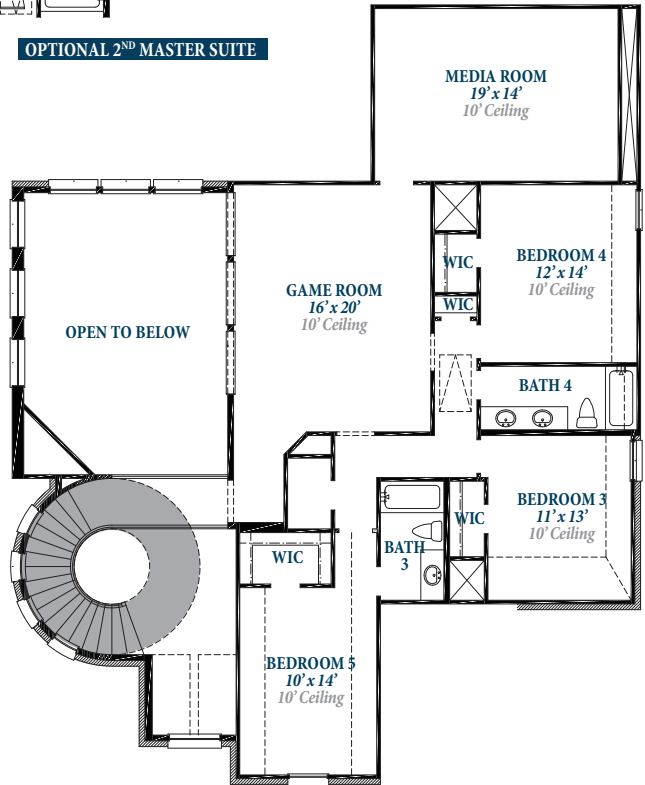 OPTIONAL 2ND MASTER SUITE
MEDIA ROOM
19' x 14'
10' Ceiling
WIC
BEDROOM 4
12' x 14'
10' Ceiling
GAME ROOM
16' x 20'
10' Ceiling
WIC
OPEN TO BELOW
BATH 4
BEDROOM 3
11' x 13'
10' Ceiling
WIC
BATH
3
WIC
BEDROOM 5
10' x 14'
10' Ceiling